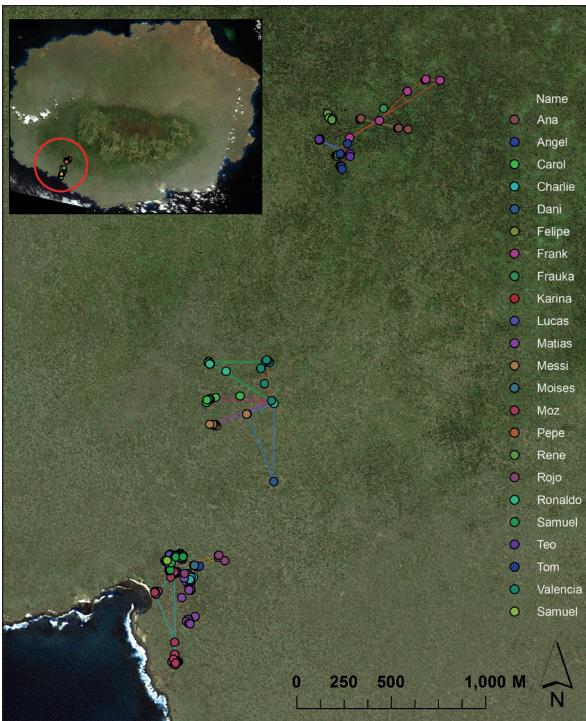 Name
Ana
Angel
Carol
Charlie
Dani
Felipe
Frank
Frauka
Karina
Lucas
Matias
Messi
Moises
Moz
Pepe
Rene
Rojo
Ronaldo
Samuel
Teo
Tom
Valencia
Samuel
0 250 500 1,000 M
N